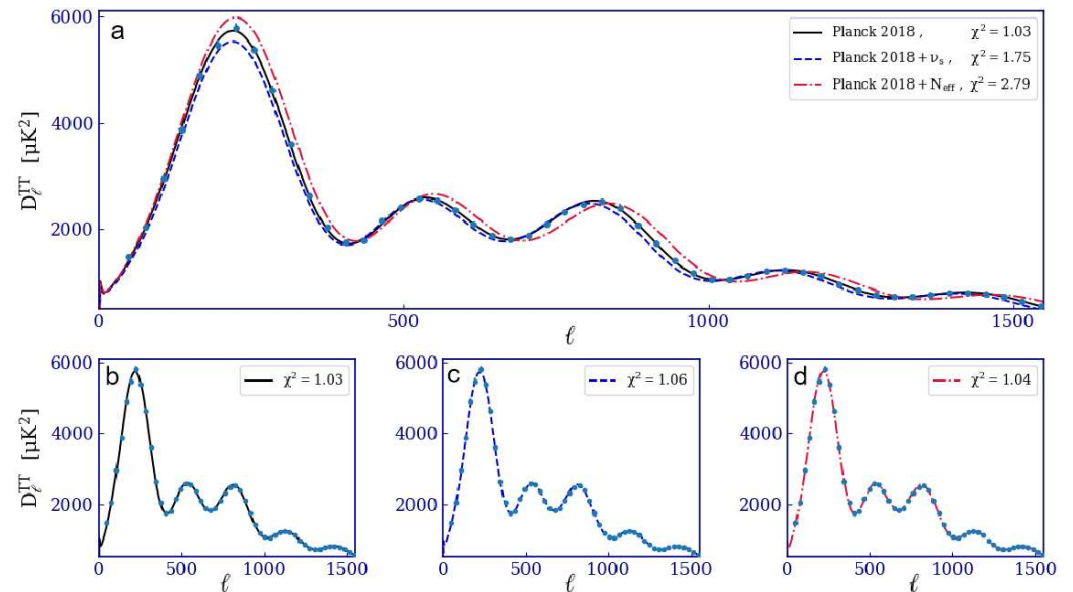 a
6000
4000
2000
D_ℓ^TT [µK²]
Planck 2018 , χ² = 1.03
Planck 2018 + ν_s , χ² = 1.75
Planck 2018 + N_eff , χ² = 2.79
0 500 1000 1500
ℓ
b
6000
4000
2000
D_ℓ^TT [µK²]
χ² = 1.03
0 500 1000 1500
ℓ
c
6000
4000
2000
χ² = 1.06
0 500 1000 1500
ℓ
d
6000
4000
2000
χ² = 1.04
0 500 1000 1500
ℓ